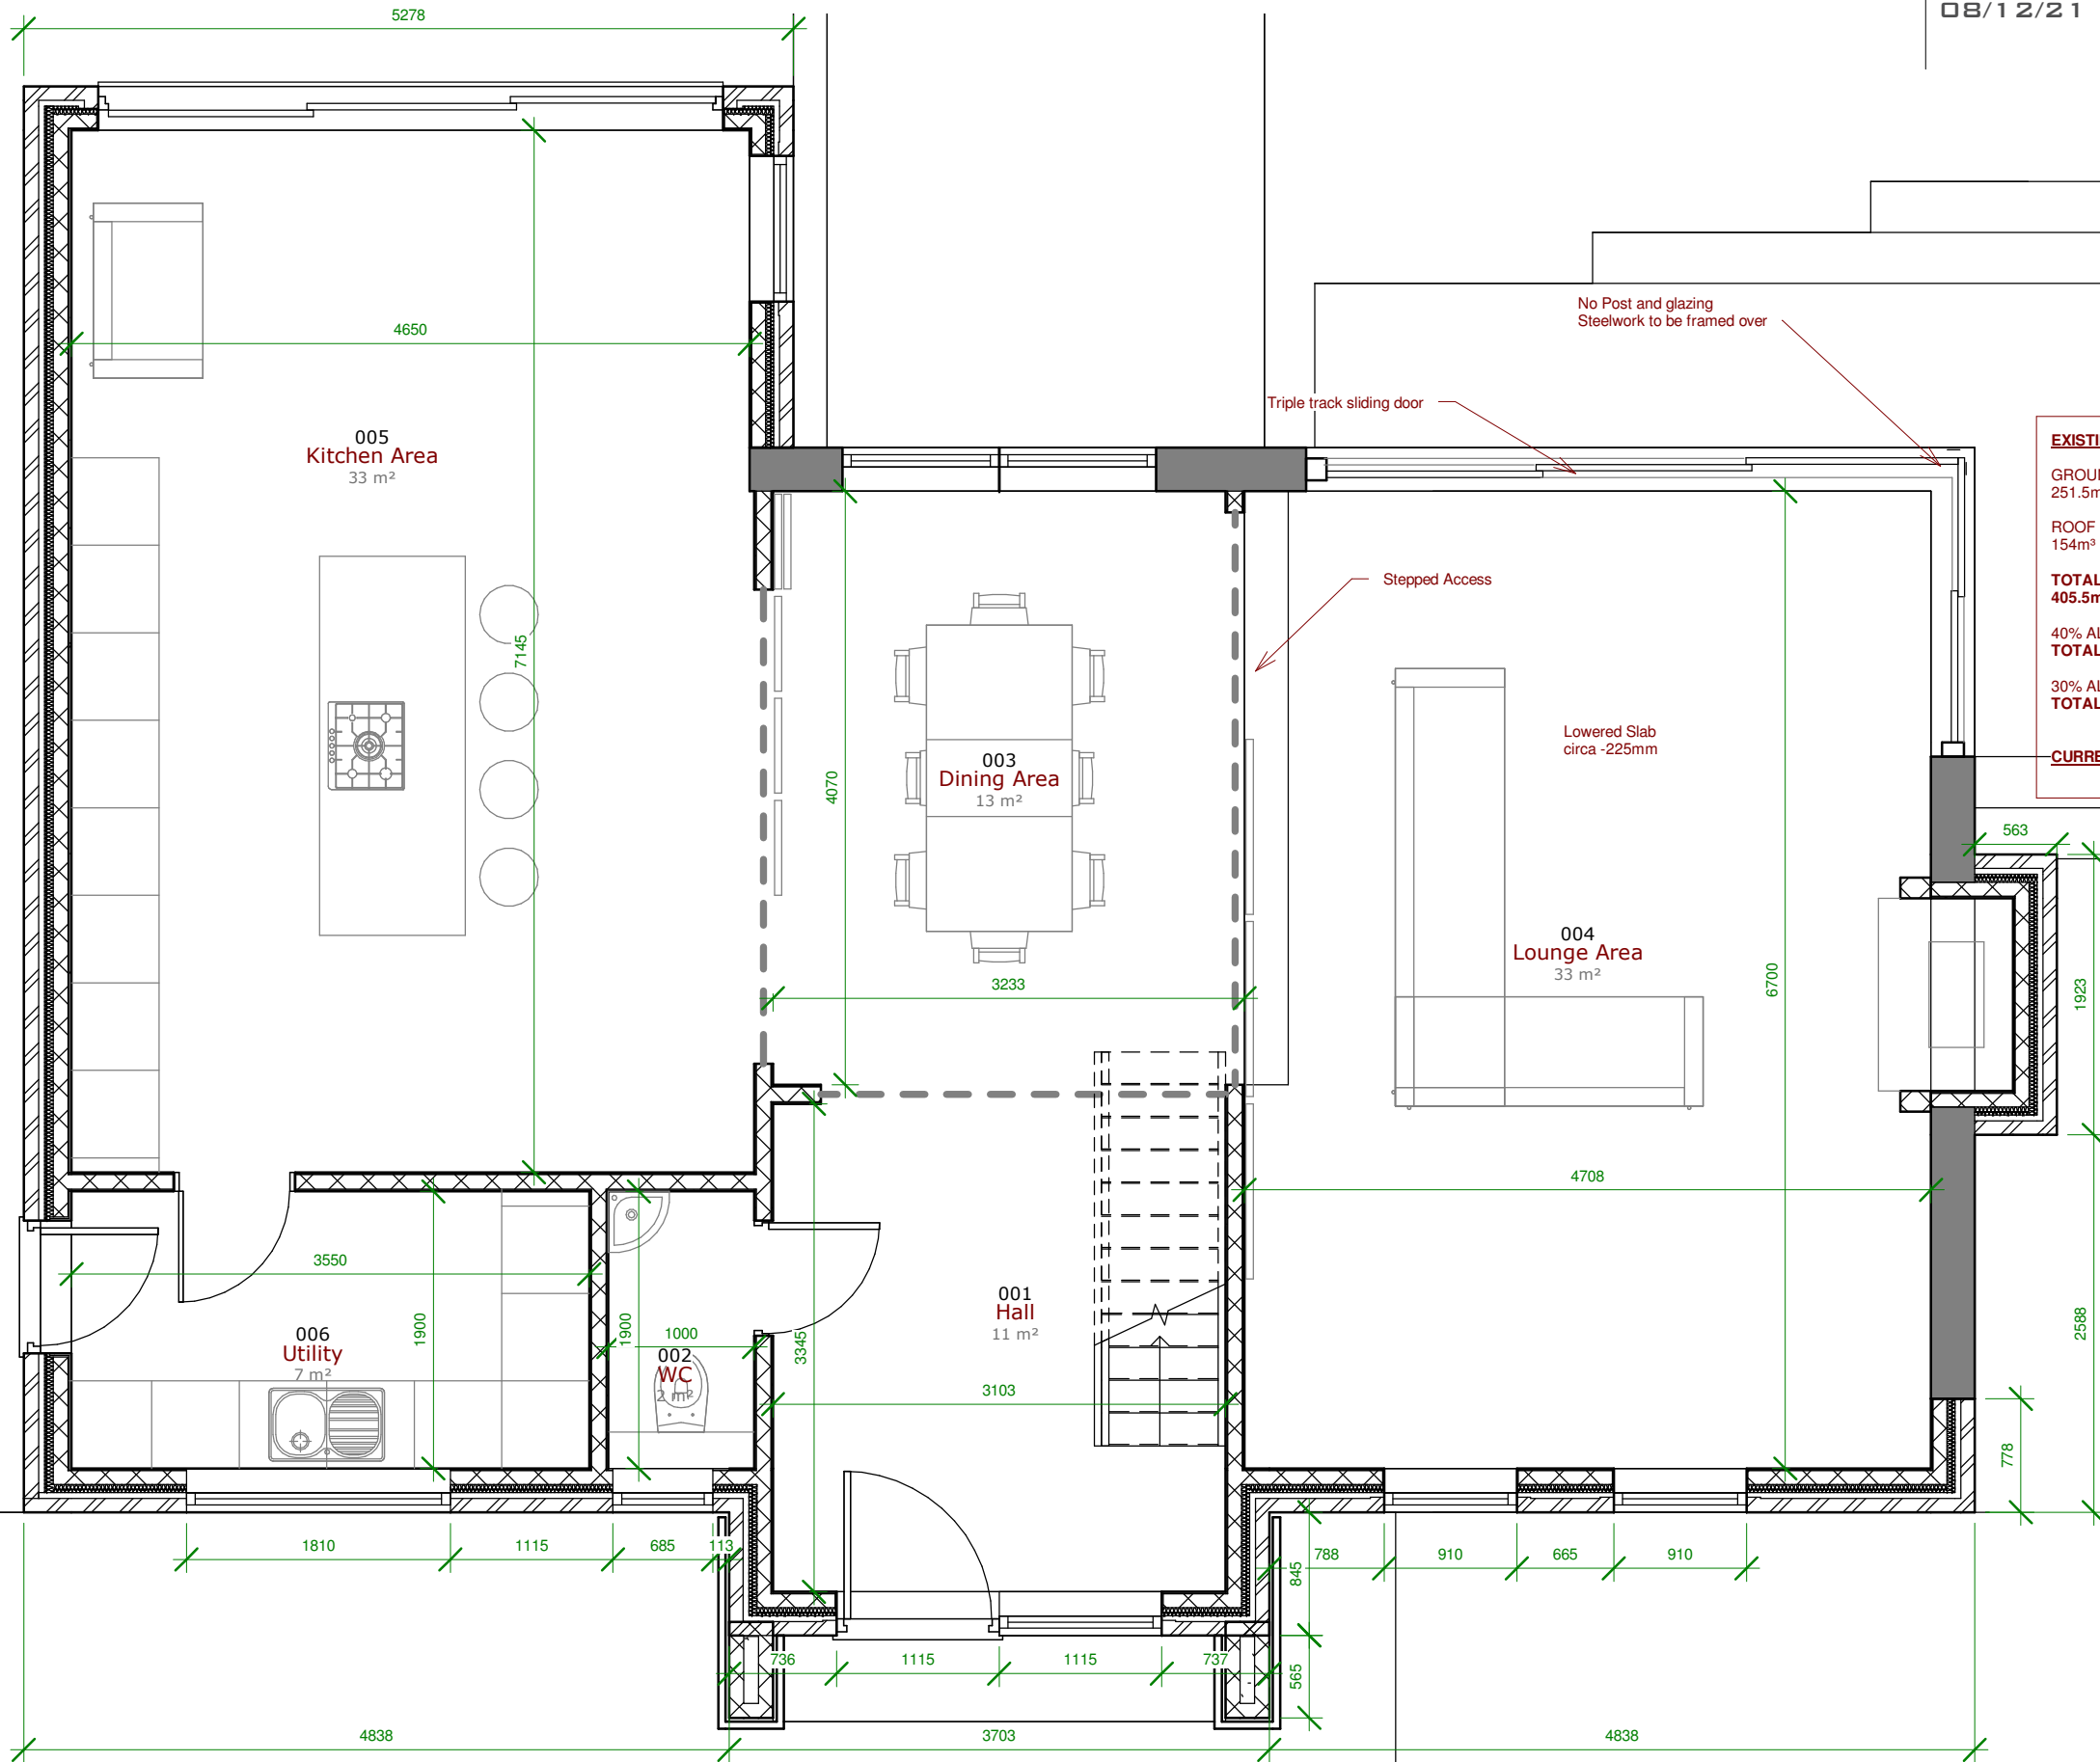 08/12/21
5278
No Post and glazing
Steelwork to be framed over
4650
Triple track sliding door
005
Kitchen Area
33 m²
EXISTI
GROUN
251.5m
ROOF
154m³
TOTAL
405.5m
40% AL
TOTAL
30% AL
TOTAL
CURRE
Stepped Access
7145
Lowered Slab
circa -225mm
003
Dining Area
13 m²
4070
563
004
Lounge Area
33 m²
3233
6700
1923
4708
3550
001
Hall
11 m²
006
Utility
7 m²
1900
1900
1000
002
WC
2 m²
3345
3103
2588
778
1810
1115
685
113
788
910
665
910
845
736
1115
1115
737
565
4838
3703
4838